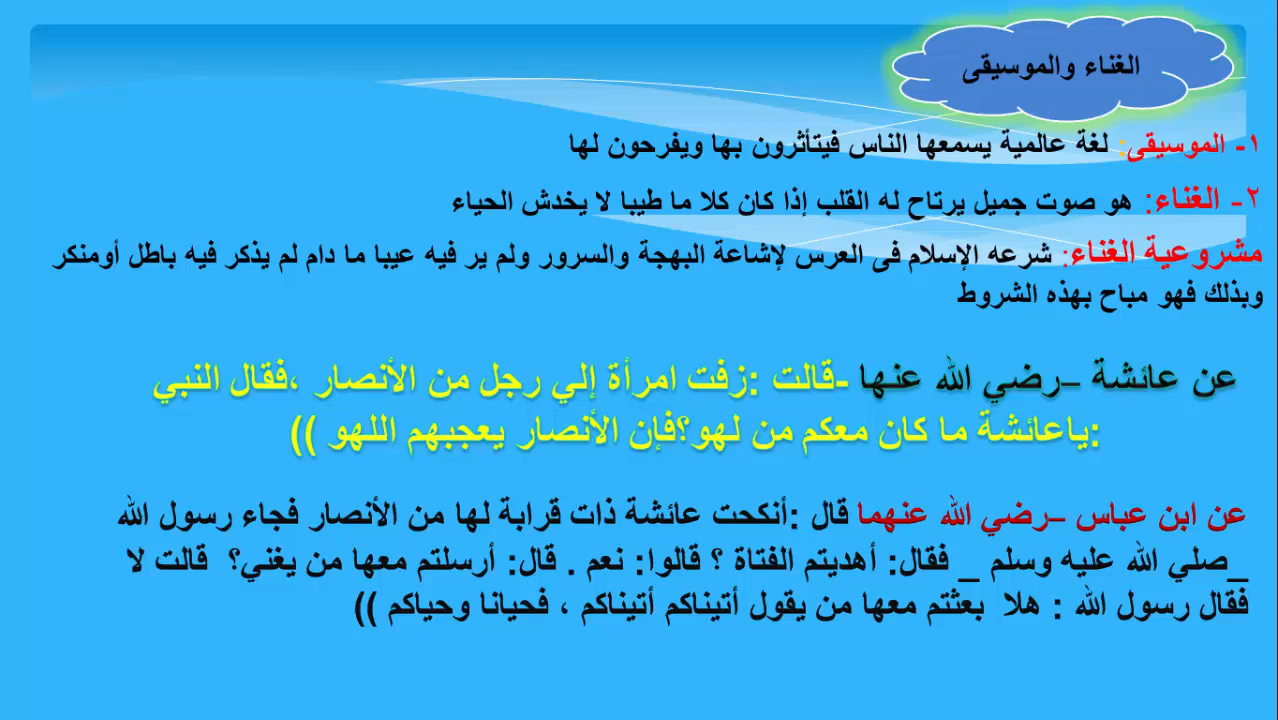 الغناء والموسيقى
١- الموسيقى: لغة عالمية يسمعها الناس فيتأثرون بها ويفرحون لها
٢- الغناء: هو صوت جميل يرتاح له القلب إذا كان كلا ما طيبا لا يخدش الحياء
مشروعية الغناء: شرعه الإسلام فى العرس لإشاعة البهجة والسرور ولم ير فيه عيبا ما دام لم يذكر فيه باطل أومنكر
وبذلك فهو مباح بهذه الشروط
عن عائشة –رضي الله عنها -قالت :زفت امرأة إلي رجل من الأنصار ،فقال النبي
:ياعائشة ما كان معكم من لهو؟فإن الأنصار يعجبهم اللهو ))
عن ابن عباس –رضي الله عنهما قال :أنكحت عائشة ذات قرابة لها من الأنصار فجاء رسول الله
_صلي الله عليه وسلم _ فقال: أهديتم الفتاة ؟ قالوا: نعم . قال: أرسلتم معها من يغني؟ قالت لا
فقال رسول الله : هلا بعثتم معها من يقول أتيناكم أتيناكم ، فحيانا وحياكم ))